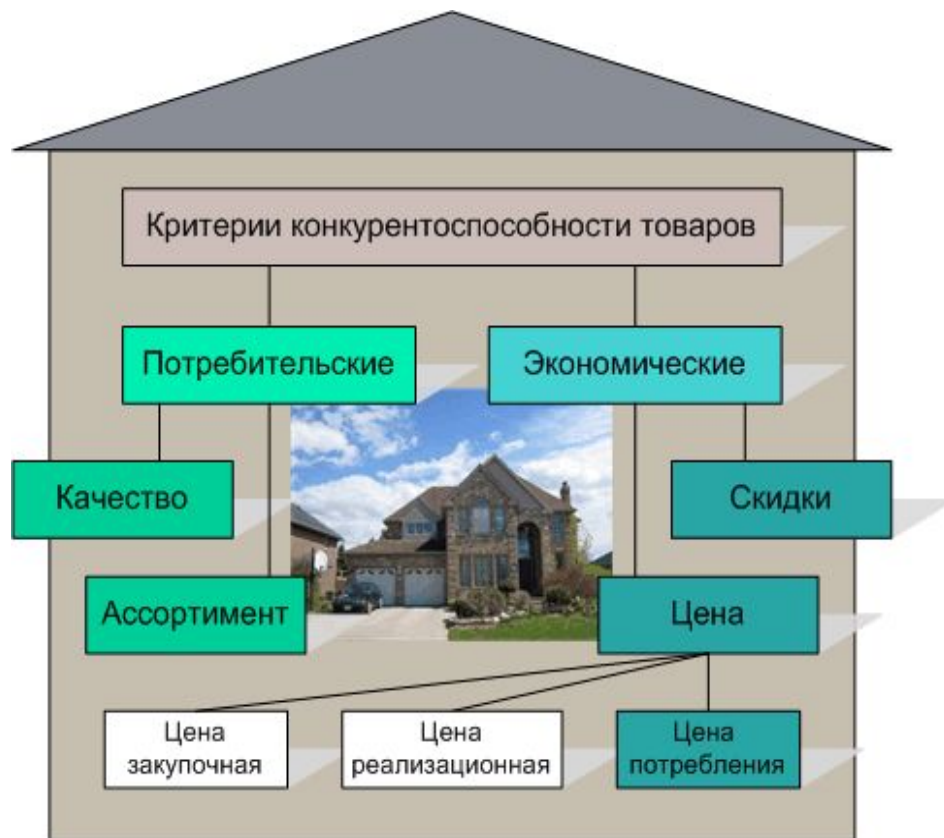 Критерии конкурентоспособности товаров
Потребительские
Экономические
Качество
Скидки
Ассортимент
Цена
Цена
закупочная
Цена
реализационная
Цена
потребления